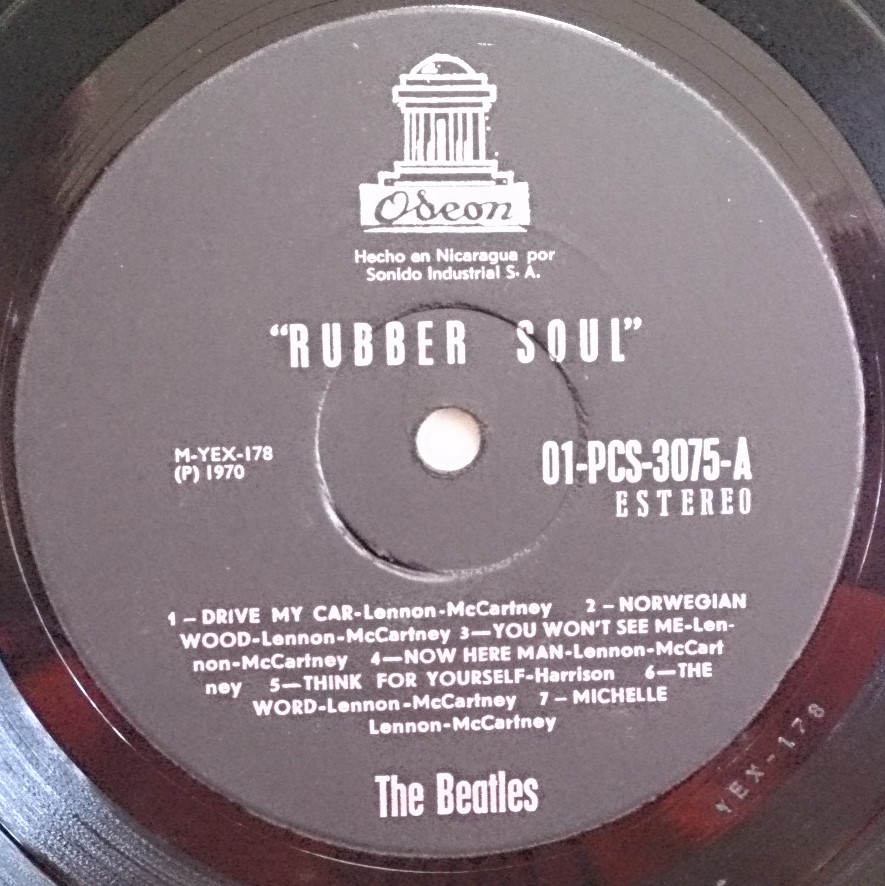 Odeon
Hecho en Nicaragua por
Sonido Industrial S. A.
"RUBBER SOUL"
M-YEX-178
(P) 1970
01-PCS-3075-A
ESTEREO
1 – DRIVE MY CAR-Lennon-McCartney 2 – NORWEGIAN
WOOD-Lennon-McCartney 3—YOU WON'T SEE ME-Len-
non-McCartney 4—NOW HERE MAN-Lennon-McCart
ney 5—THINK FOR YOURSELF-Harrison 6—THE
WORD-Lennon-McCartney 7 – MICHELLE
Lennon-McCartney
The Beatles
YEX-178